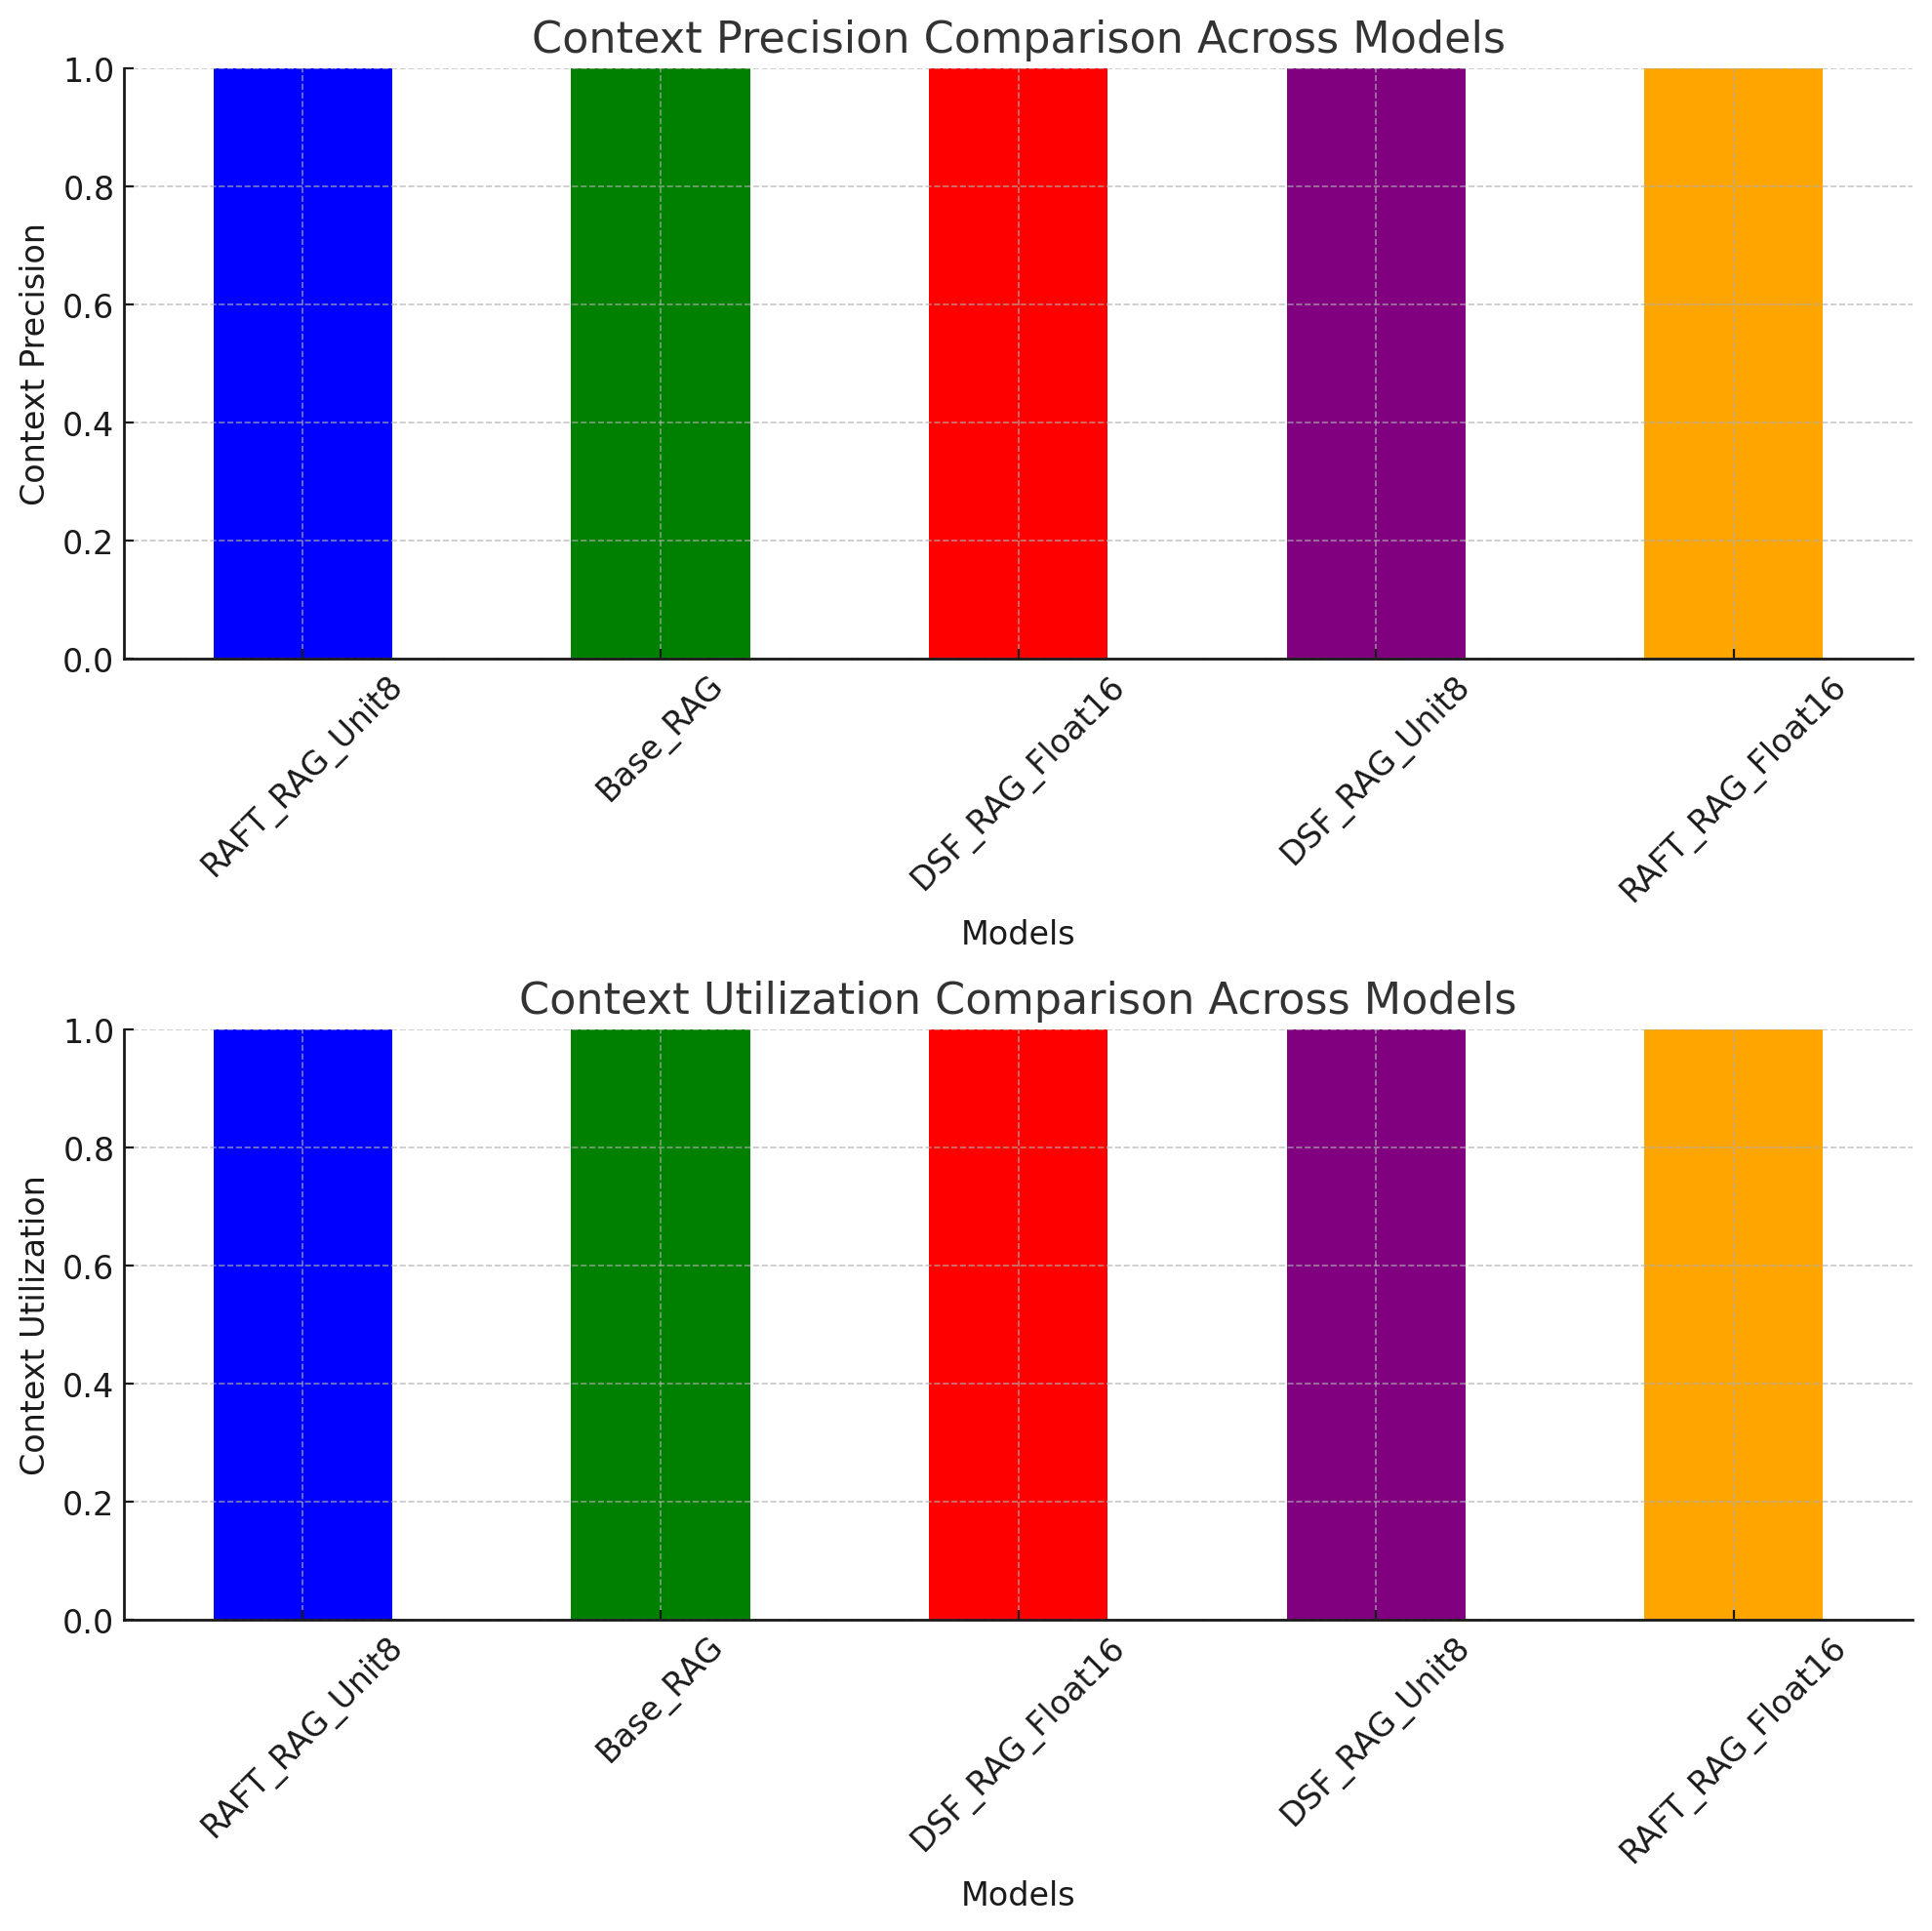 Context Precision Comparison Across Models
1.0
0.8
0.6
0.4
0.2
0.0
Context Precision
RAFT_RAG_Unit8
Base_RAG
DSF_RAG_Float16
DSF_RAG_Unit8
RAFT_RAG_Float16
Models
Context Utilization Comparison Across Models
1.0
0.8
0.6
0.4
0.2
0.0
Context Utilization
RAFT_RAG_Unit8
Base_RAG
DSF_RAG_Float16
DSF_RAG_Unit8
RAFT_RAG_Float16
Models